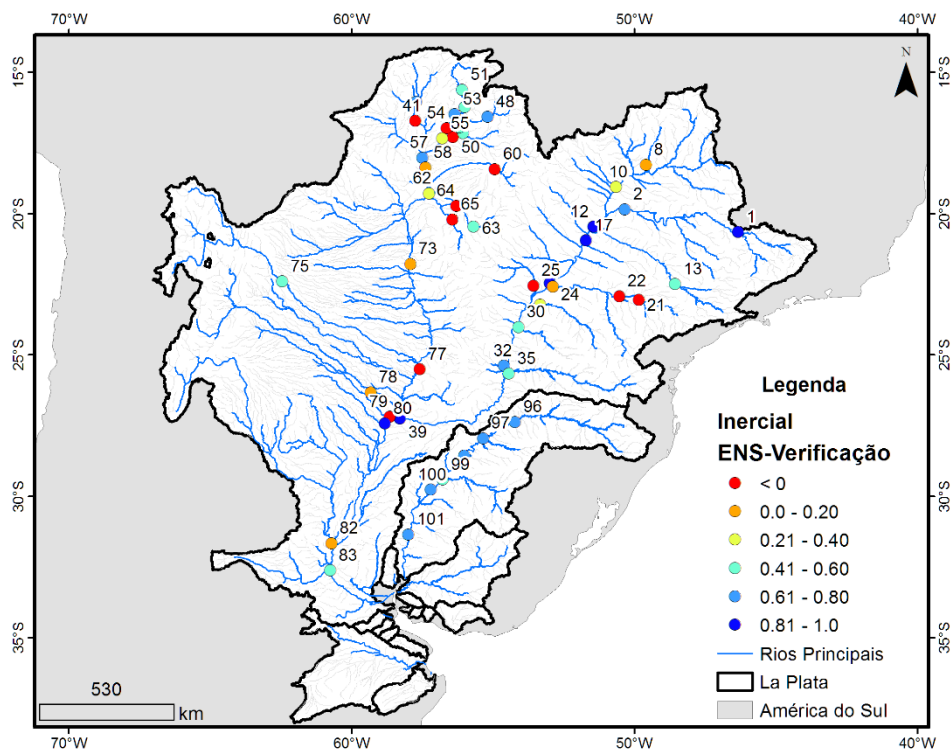 70°W 60°W 50°W 40°W
N
15°S 15°S
51
53
41 54 48
55
57 58 50
60
8
10
62
64
2
65
12
17
1
63
73
75
25
22
13
24
21
30
32 35
77
78
79
80
39
96
97
99
100
101
82
83
20°S 20°S
25°S 25°S
30°S 30°S
35°S 35°S
Legenda
Inercial
ENS-Verificação
< 0
0.0 - 0.20
0.21 - 0.40
0.41 - 0.60
0.61 - 0.80
0.81 - 1.0
Rios Principais
La Plata
América do Sul
530
km
70°W 60°W 50°W 40°W